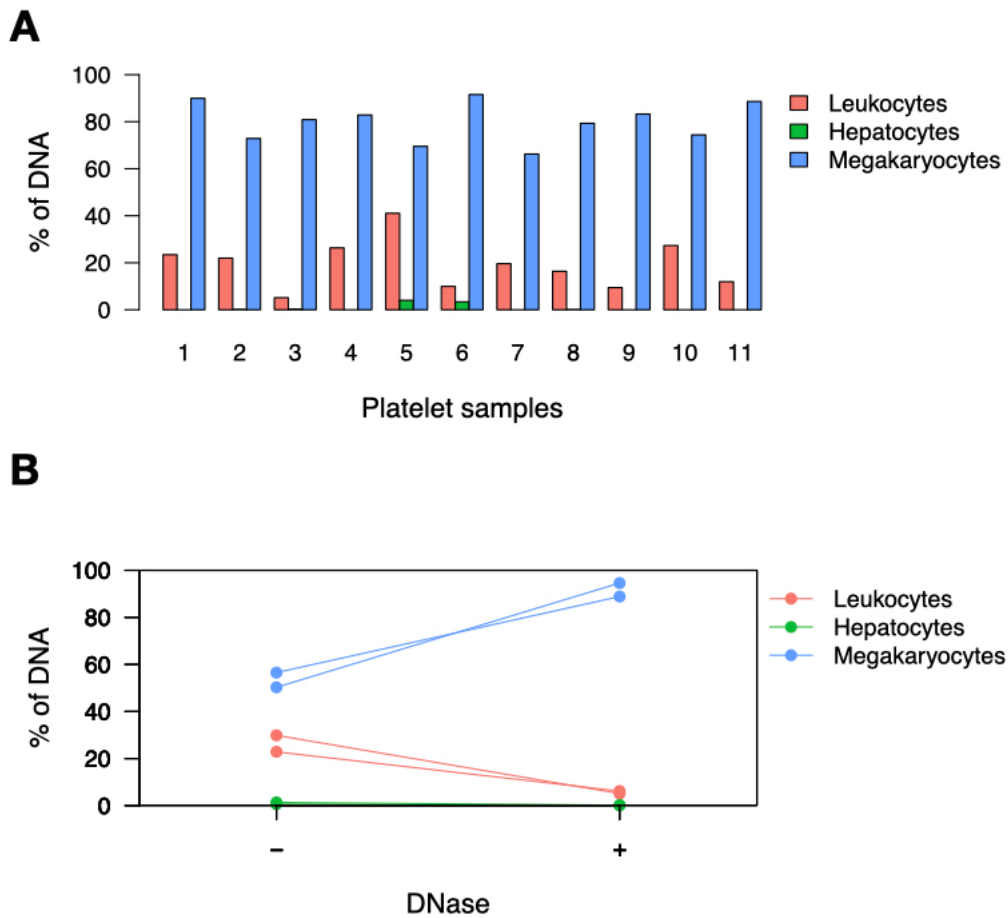 A
% of DNA
100
80
60
40
20
0
Leukocytes
Hepatocytes
Megakaryocytes
1 2 3 4 5 6 7 8 9 10 11
Platelet samples
B
% of DNA
100
80
60
40
20
0
Leukocytes
Hepatocytes
Megakaryocytes
− +
DNase